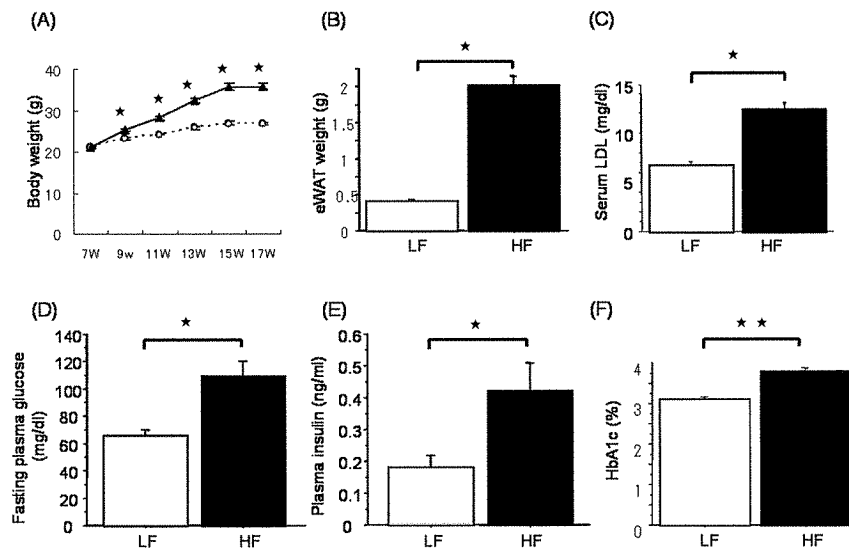 (A)
Body weight (g)
40
30
20
10
0
7W 9w 11W 13W 15W 17W
★ ★ ★ ★ ★
(B)
eWAT weight (g)
2
1.5
1
0.5
0
LF HF
★
(C)
Serum LDL (mg/dl)
15
10
5
0
LF HF
★
(D)
Fasting plasma glucose
(mg/dl)
140
120
100
80
60
40
20
0
LF HF
★
(E)
Plasma insulin (ng/ml)
0.6
0.5
0.4
0.3
0.2
0.1
0
LF HF
★
(F)
HbA1c (%)
4
3
2
1
0
LF HF
★ ★